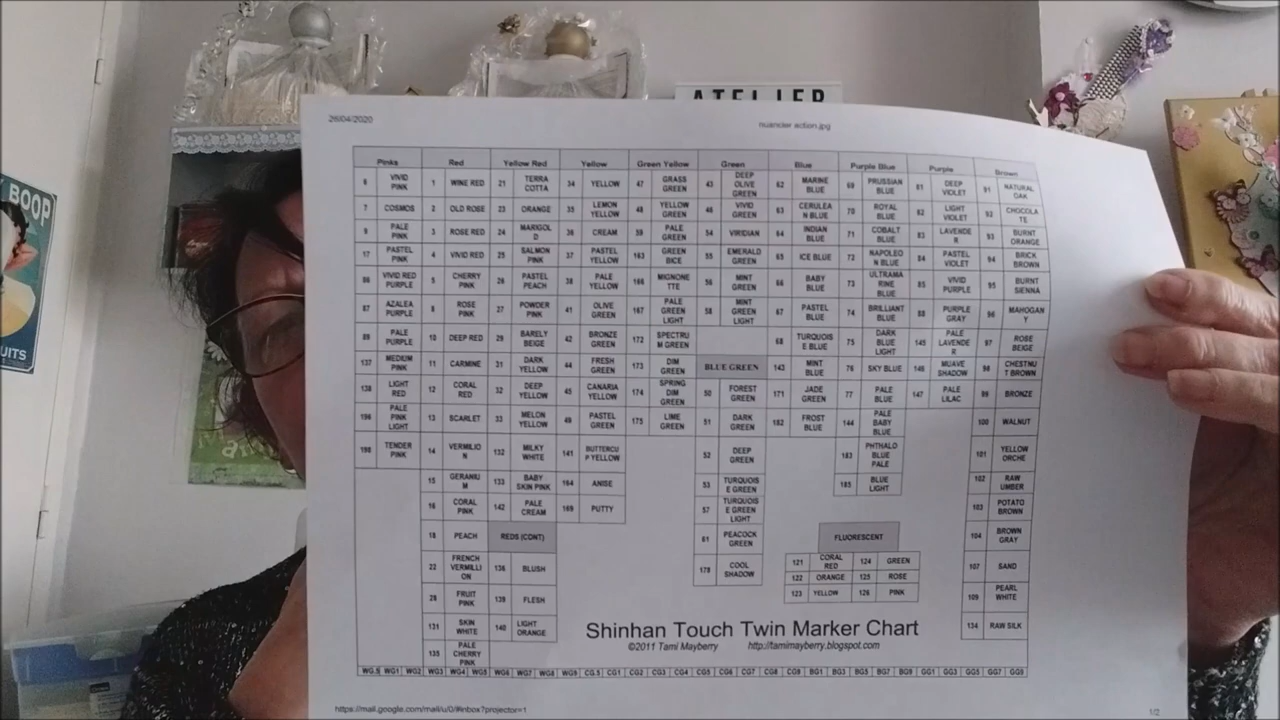 ATELIER
BOOP
UITS
26/04/2020 nuancier action.jpg
Pinks Red Yellow Red Yellow Green Yellow Green Blue Purple Blue Purple Brown
6 VIVID PINK 1 WINE RED 21 TERRA COTTA 34 YELLOW 47 GRASS GREEN 43 DEEP OLIVE GREEN 62 MARINE BLUE 69 PRUSSIAN BLUE 81 DEEP VIOLET 91 NATURAL OAK
7 COSMOS 2 OLD ROSE 23 ORANGE 35 LEMON YELLOW 48 YELLOW GREEN 46 VIVID GREEN 63 CERULEAN BLUE 70 ROYAL BLUE 82 LIGHT VIOLET 92 CHOCOLATE
9 PALE PINK 3 ROSE RED 24 MARIGOLD 36 CREAM 59 PALE GREEN 54 VIRIDIAN 64 INDIAN BLUE 71 COBALT BLUE 83 LAVENDER 93 BURNT ORANGE
17 PASTEL PINK 4 VIVID RED 25 SALMON PINK 37 PASTEL YELLOW 163 GREEN BICE 55 EMERALD GREEN 65 ICE BLUE 72 NAPOLEON BLUE 84 PASTEL VIOLET 94 BRICK BROWN
86 VIVID RED PURPLE 5 CHERRY PINK 26 PASTEL PEACH 38 PALE YELLOW 166 MIGNONETTE 56 MINT GREEN 66 BABY BLUE 73 ULTRAMARINE BLUE 85 VIVID PURPLE 95 BURNT SIENNA
87 AZALEA PURPLE 8 ROSE PINK 27 POWDER PINK 41 OLIVE GREEN 167 PALE GREEN LIGHT 58 MINT GREEN LIGHT 67 PASTEL BLUE 74 BRILLIANT BLUE 88 PURPLE GRAY 96 MAHOGANY
89 PALE PURPLE 10 DEEP RED 29 BARELY BEIGE 42 BRONZE GREEN 172 SPECTRUM GREEN 68 TURQUOISE BLUE 75 DARK BLUE LIGHT 145 PALE LAVENDER 97 ROSE BEIGE
137 MEDIUM PINK 11 CARMINE 31 DARK YELLOW 44 FRESH GREEN 173 DIM GREEN BLUE GREEN 143 MINT BLUE 76 SKY BLUE 146 MUAVE SHADOW 98 CHESTNUT BROWN
138 LIGHT RED 12 CORAL RED 32 DEEP YELLOW 45 CANARIA YELLOW 174 SPRING DIM GREEN 50 FOREST GREEN 171 JADE GREEN 77 PALE BLUE 147 PALE LILAC 99 BRONZE
196 PALE PINK LIGHT 13 SCARLET 33 MELON YELLOW 49 PASTEL GREEN 175 LIME GREEN 51 DARK GREEN 182 FROST BLUE 144 PALE BABY BLUE 100 WALNUT
198 TENDER PINK 14 VERMILION 132 MILKY WHITE 141 BUTTERCUP YELLOW 52 DEEP GREEN 183 PHTHALO BLUE PALE 101 YELLOW ORCHE
15 GERANIUM 133 BABY SKIN PINK 164 ANISE 53 TURQUOISE GREEN 185 BLUE LIGHT 102 RAW UMBER
16 CORAL PINK 142 PALE CREAM 169 PUTTY 57 TURQUOISE GREEN LIGHT 103 POTATO BROWN
18 PEACH REDS (CONT) 61 PEACOCK GREEN FLUORESCENT 104 BROWN GRAY
22 FRENCH VERMILLION 136 BLUSH 179 COOL SHADOW 121 CORAL RED 124 GREEN 107 SAND
122 ORANGE 125 ROSE
28 FRUIT PINK 139 FLESH 123 YELLOW 126 PINK 109 PEARL WHITE
131 SKIN WHITE 140 LIGHT ORANGE 134 RAW SILK
135 PALE CHERRY PINK
Shinhan Touch Twin Marker Chart
©2011 Tami Mayberry http://tamimayberry.blogspot.com
WG.5 WG1 WG2 WG3 WG4 WG5 WG6 WG7 WG8 WG9 CG.5 CG1 CG2 CG3 CG4 CG5 CG6 CG7 CG8 CG9 BG1 BG3 BG5 BG7 BG9 GG1 GG3 GG5 GG7 GG9
https://mail.google.com/mail/u/0/#inbox?projector=1 1/2